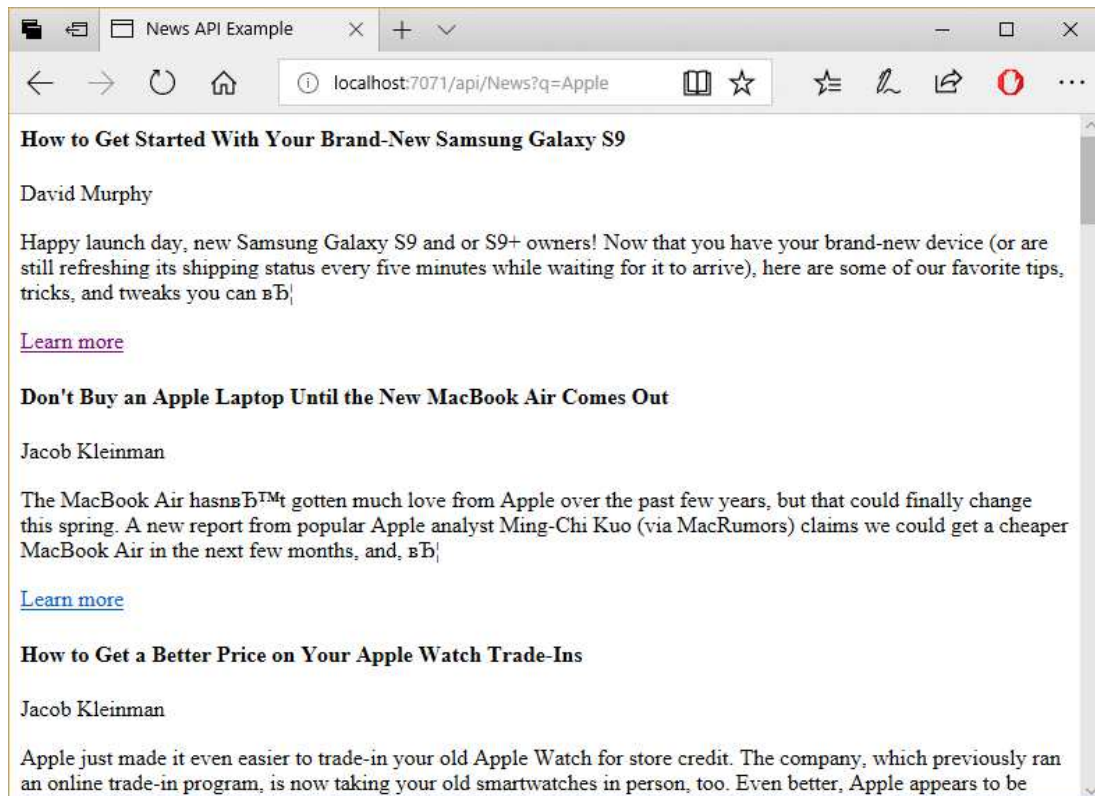 News API Example
localhost:7071/api/News?q=Apple
How to Get Started With Your Brand-New Samsung Galaxy S9
David Murphy
Happy launch day, new Samsung Galaxy S9 and or S9+ owners! Now that you have your brand-new device (or are
still refreshing its shipping status every five minutes while waiting for it to arrive), here are some of our favorite tips,
tricks, and tweaks you can вЂ¦
Learn more
Don't Buy an Apple Laptop Until the New MacBook Air Comes Out
Jacob Kleinman
The MacBook Air hasnвЂ™t gotten much love from Apple over the past few years, but that could finally change
this spring. A new report from popular Apple analyst Ming-Chi Kuo (via MacRumors) claims we could get a cheaper
MacBook Air in the next few months, and, вЂ¦
Learn more
How to Get a Better Price on Your Apple Watch Trade-Ins
Jacob Kleinman
Apple just made it even easier to trade-in your old Apple Watch for store credit. The company, which previously ran
an online trade-in program, is now taking your old smartwatches in person, too. Even better, Apple appears to be